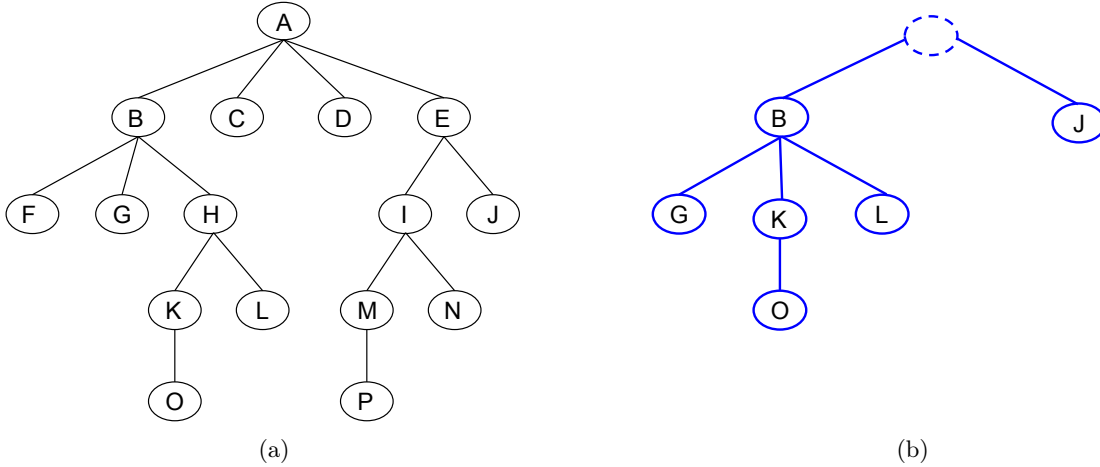 A
B C D E
F G H I J
K L M N
O P
(a)
B J
G K L
O
(b)